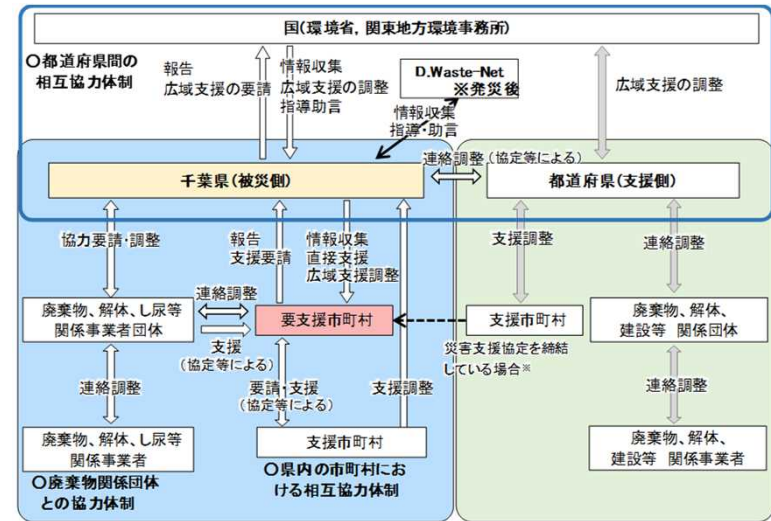 国(環境省, 関東地方環境事務所)
〇都道府県間の
相互協力体制
報告
広域支援の要請
情報収集
広域支援の調整
指導助言
D.Waste-Net
※発災後
情報収集
指導・助言
広域支援の調整
連絡調整(協定等による)
千葉県(被災側)
都道府県(支援側)
協力要請・調整
報告
支援要請
情報収集
直接支援
広域支援調整
支援調整
連絡調整
廃棄物、解体、し尿等
関係事業者団体
連絡調整
支援
(協定等による)
要支援市町村
支援市町村
災害支援協定を締結
している場合※
廃棄物、解体、
建設等 関係団体
連絡調整
要請・支援
(協定等による)
支援調整
連絡調整
廃棄物、解体、し尿等
関係事業者
支援市町村
廃棄物、解体、
建設等 関係事業者
〇廃棄物関係団体
との協力体制
〇県内の市町村にお
ける相互協力体制